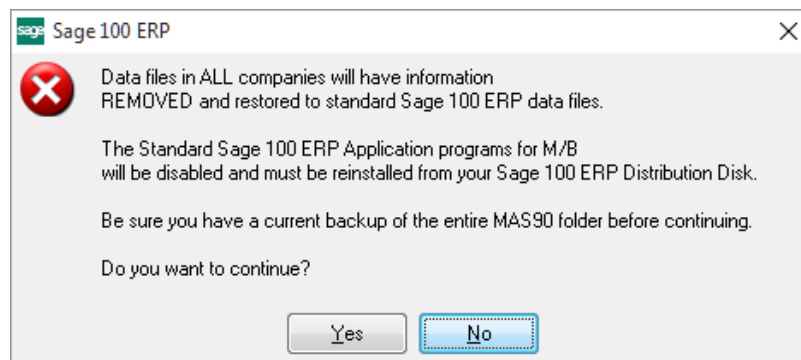 sage Sage 100 ERP
Data files in ALL companies will have information
REMOVED and restored to standard Sage 100 ERP data files.
The Standard Sage 100 ERP Application programs for M/B
will be disabled and must be reinstalled from your Sage 100 ERP Distribution Disk.
Be sure you have a current backup of the entire MAS90 folder before continuing.
Do you want to continue?
Yes No